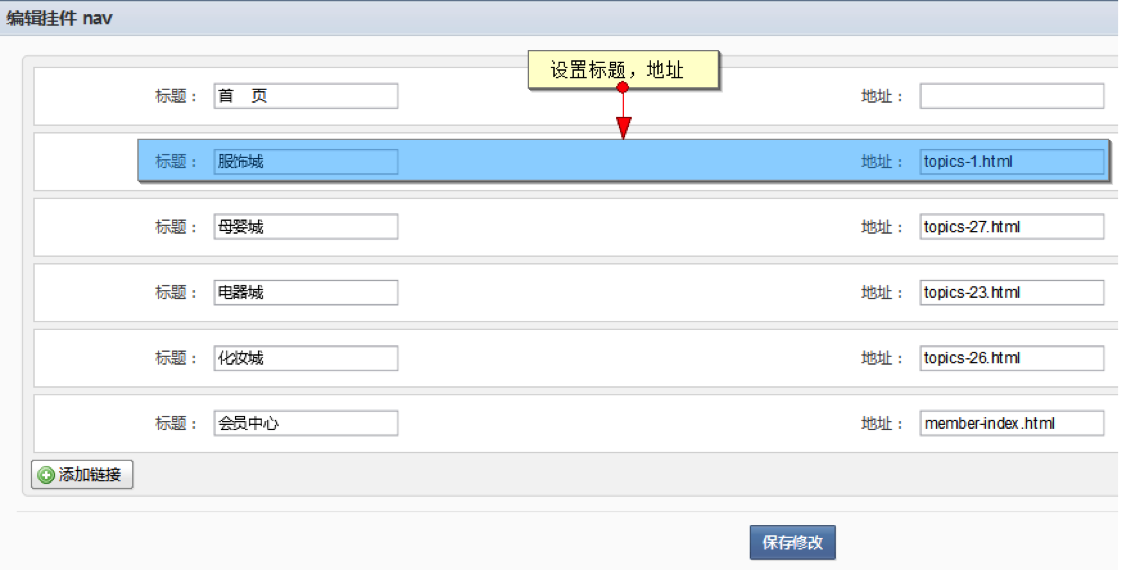 编辑挂件 nav
设置标题，地址
标题： 首 页 地址：
标题： 服饰城 地址： topics-1.html
标题： 母婴城 地址： topics-27.html
标题： 电器城 地址： topics-23.html
标题： 化妆城 地址： topics-26.html
标题： 会员中心 地址： member-index.html
添加链接
保存修改